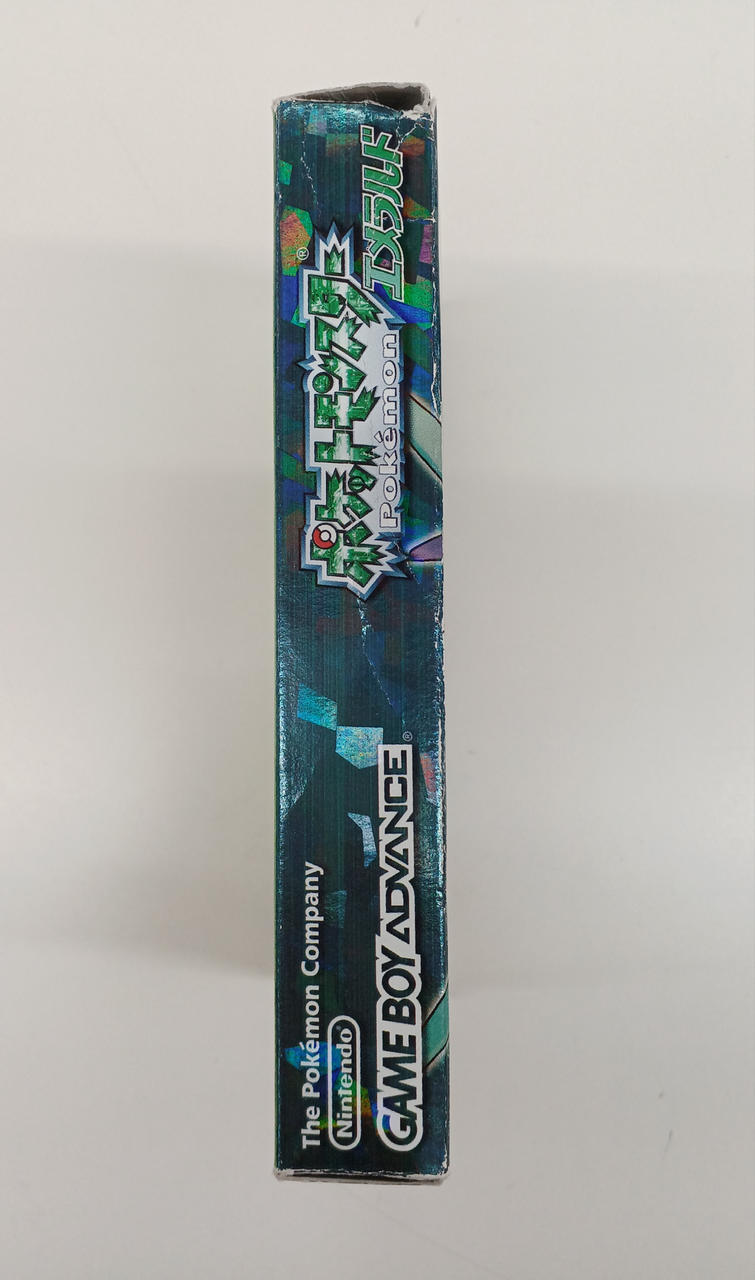 ポケットモンスター®
Pokémon
エメラルド
The Pokémon Company
Nintendo®
GAME BOY ADVANCE®